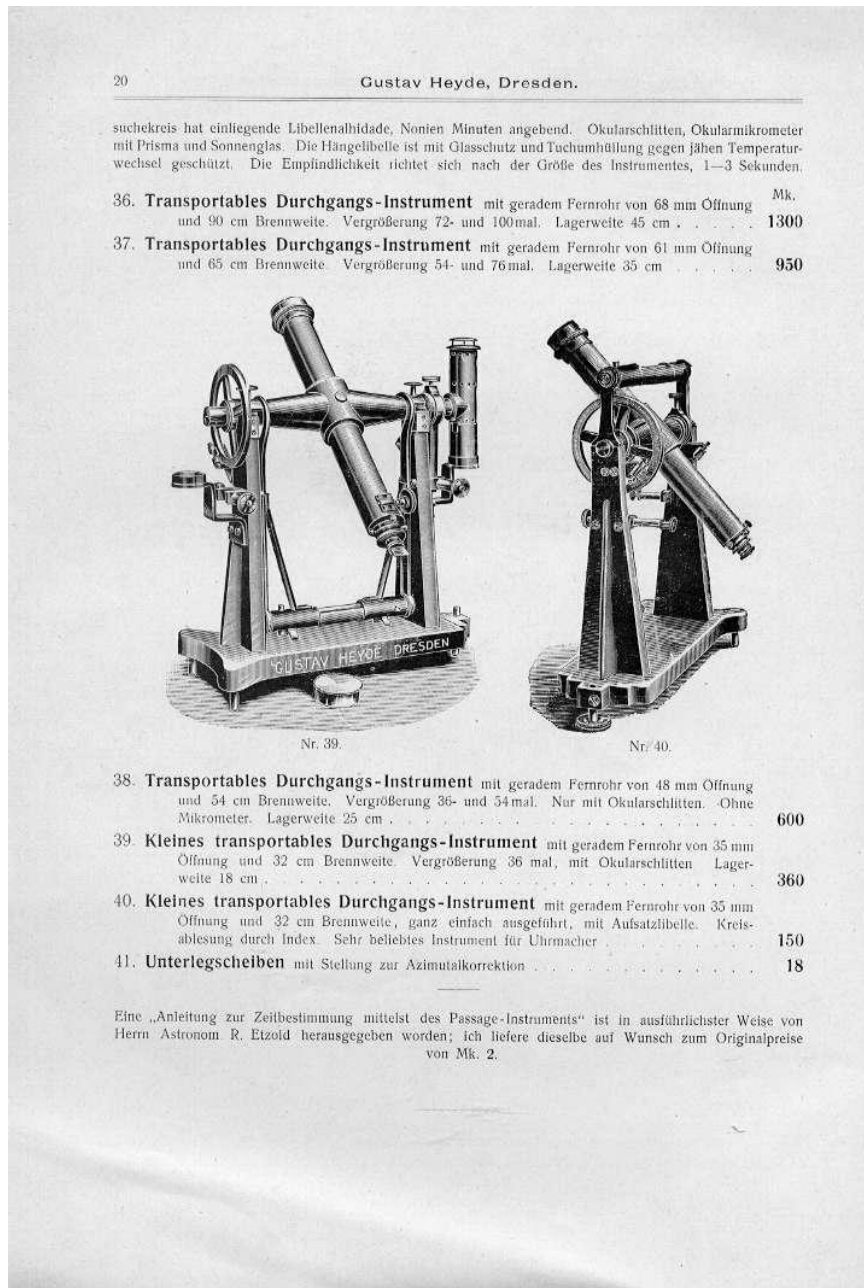 20
Gustav Heyde, Dresden.
suchekreis hat einliegende Libellenalhidade, Nonien Minuten angebend. Okularschlitten, Okularmikrometer
mit Prisma und Sonnenglas. Die Hängelibelle ist mit Glasschutz und Tuchumhüllung gegen jähen Temperatur-
wechsel geschützt. Die Empfindlichkeit richtet sich nach der Größe des Instrumentes, 1—3 Sekunden.
Mk.
36. Transportables Durchgangs-Instrument mit geradem Fernrohr von 68 mm Öffnung
und 90 cm Brennweite. Vergrößerung 72- und 100mal. Lagerweite 45 cm . . . . . 1300
37. Transportables Durchgangs-Instrument mit geradem Fernrohr von 61 mm Öffnung
und 65 cm Brennweite. Vergrößerung 54- und 76mal. Lagerweite 35 cm . . . . . 950
GUSTAV HEYDE DRESDEN
Nr. 39.
Nr. 40.
38. Transportables Durchgangs-Instrument mit geradem Fernrohr von 48 mm Öffnung
und 54 cm Brennweite. Vergrößerung 36- und 54mal. Nur mit Okularschlitten. Ohne
Mikrometer. Lagerweite 25 cm . . . . . . . . . . . . . . . . . . . . 600
39. Kleines transportables Durchgangs-Instrument mit geradem Fernrohr von 35 mm
Öffnung und 32 cm Brennweite. Vergrößerung 36 mal, mit Okularschlitten Lager-
weite 18 cm . . . . . . . . . . . . . . . . . . . . . . . . . . 360
40. Kleines transportables Durchgangs-Instrument mit geradem Fernrohr von 35 mm
Öffnung und 32 cm Brennweite, ganz einfach ausgeführt, mit Aufsatzlibelle. Kreis-
ablesung durch Index. Sehr beliebtes Instrument für Uhrmacher . . . . . . . . 150
41. Unterlegscheiben mit Stellung zur Azimutalkorrektion . . . . . . . . . . . . 18
Eine „Anleitung zur Zeitbestimmung mittelst des Passage-Instruments“ ist in ausführlichster Weise von
Herrn Astronom R. Etzold herausgegeben worden; ich liefere dieselbe auf Wunsch zum Originalpreise
von Mk. 2.